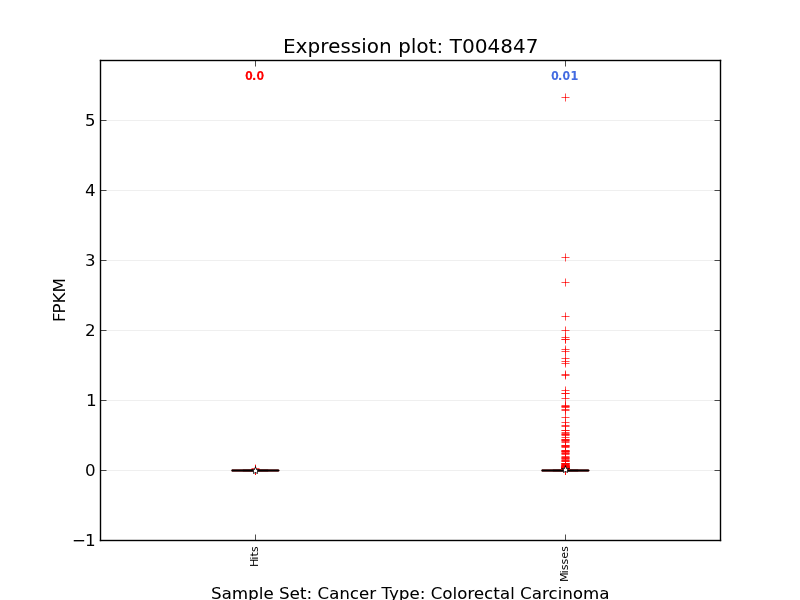 Expression plot: T004847
0.0 0.01
5
4
3
2
1
0
−1
FPKM
Hits
Misses
Sample Set: Cancer Type: Colorectal Carcinoma